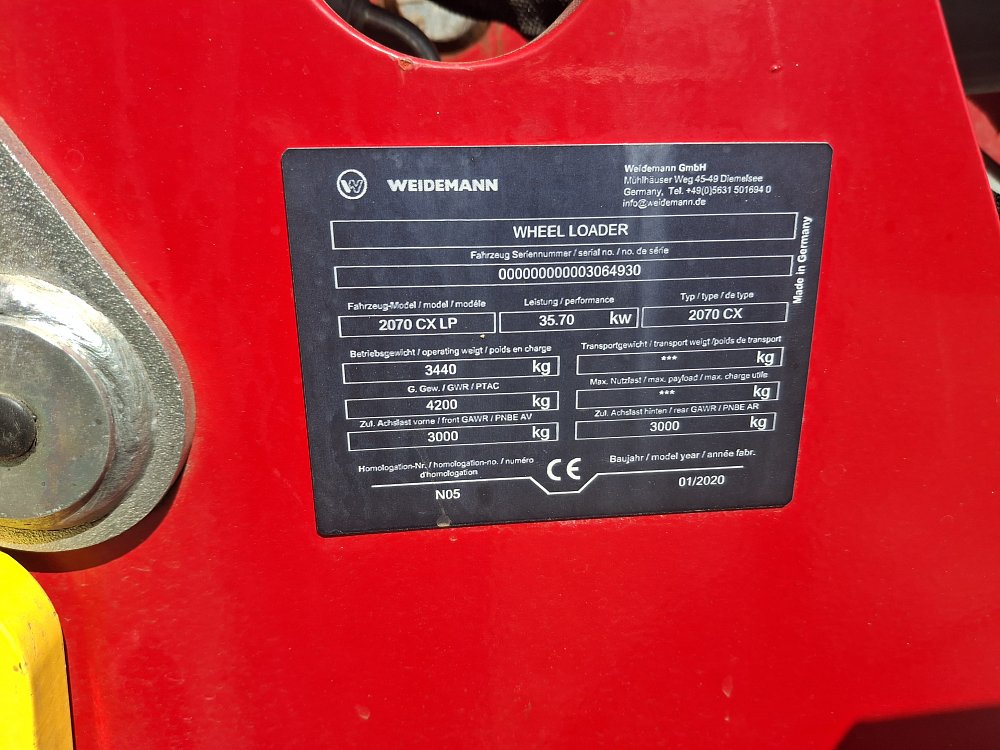 W WEIDEMANN
Weidemann GmbH
Mühlhäuser Weg 45-49 Diemelsee
Germany, Tel. +49(0)5631 501694 0
info@weidemann.de
WHEEL LOADER
Fahrzeug Seriennummer / serial no. / no. de série
000000000003064930
Made in Germany
Fahrzeug-Model / model / modéle
2070 CX LP
Leistung / performance
35.70 kw
Typ / type / de type
2070 CX
Betriebsgewicht / operating weigt / poids en charge
3440 kg
Transportgewicht / transport weigt /poids de transport
*** kg
G. Gew. / GWR / PTAC
4200 kg
Max. Nutzlast / max. payload / max. charge utile
*** kg
Zul. Achslast vorne / front GAWR / PNBE AV
3000 kg
Zul. Achslast hinten / rear GAWR / PNBE AR
3000 kg
Homologation-Nr. / homologation-no. / numéro
d'homologation
N05
CE
Baujahr / model year / année fabr.
01/2020